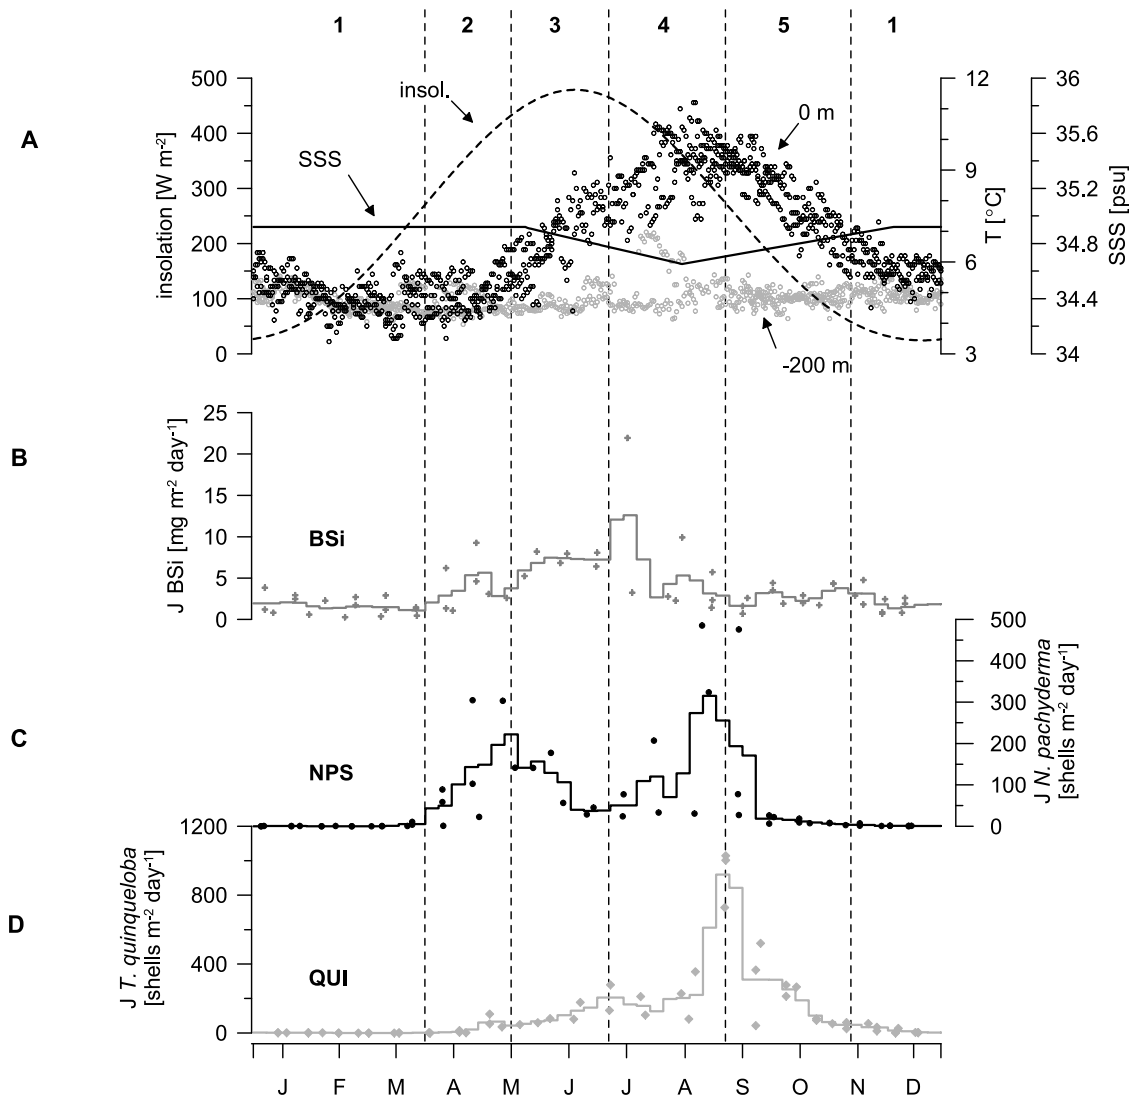 1 2 3 4 5 1
A
insolation [W m-2]
500
400
300
200
100
0
insol.
SSS
0 m
-200 m
12
9
6
3
T [°C]
36
35.6
35.2
34.8
34.4
34
SSS [psu]
B
J BSi [mg m-2 day-1]
25
20
15
10
5
0
BSi
C
NPS
500
400
300
200
100
0
J N. pachyderma
[shells m-2 day-1]
D
J T. quinqueloba
[shells m-2 day-1]
1200
800
400
0
QUI
J F M A M J J A S O N D